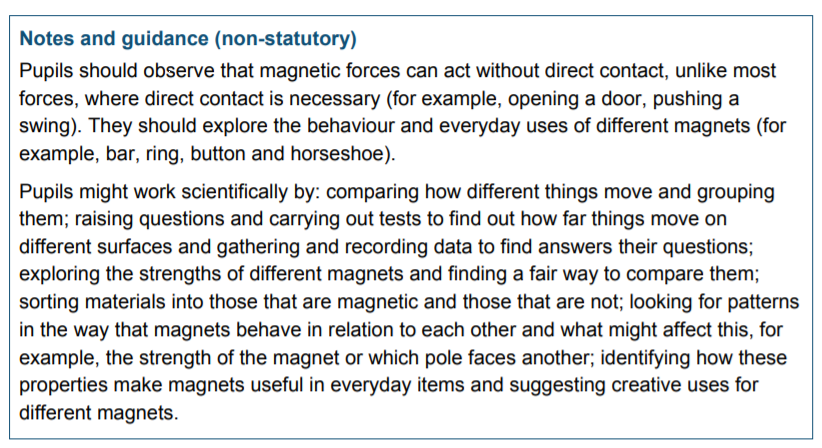 Notes and guidance (non-statutory)
Pupils should observe that magnetic forces can act without direct contact, unlike most
forces, where direct contact is necessary (for example, opening a door, pushing a
swing). They should explore the behaviour and everyday uses of different magnets (for
example, bar, ring, button and horseshoe).
Pupils might work scientifically by: comparing how different things move and grouping
them; raising questions and carrying out tests to find out how far things move on
different surfaces and gathering and recording data to find answers their questions;
exploring the strengths of different magnets and finding a fair way to compare them;
sorting materials into those that are magnetic and those that are not; looking for patterns
in the way that magnets behave in relation to each other and what might affect this, for
example, the strength of the magnet or which pole faces another; identifying how these
properties make magnets useful in everyday items and suggesting creative uses for
different magnets.